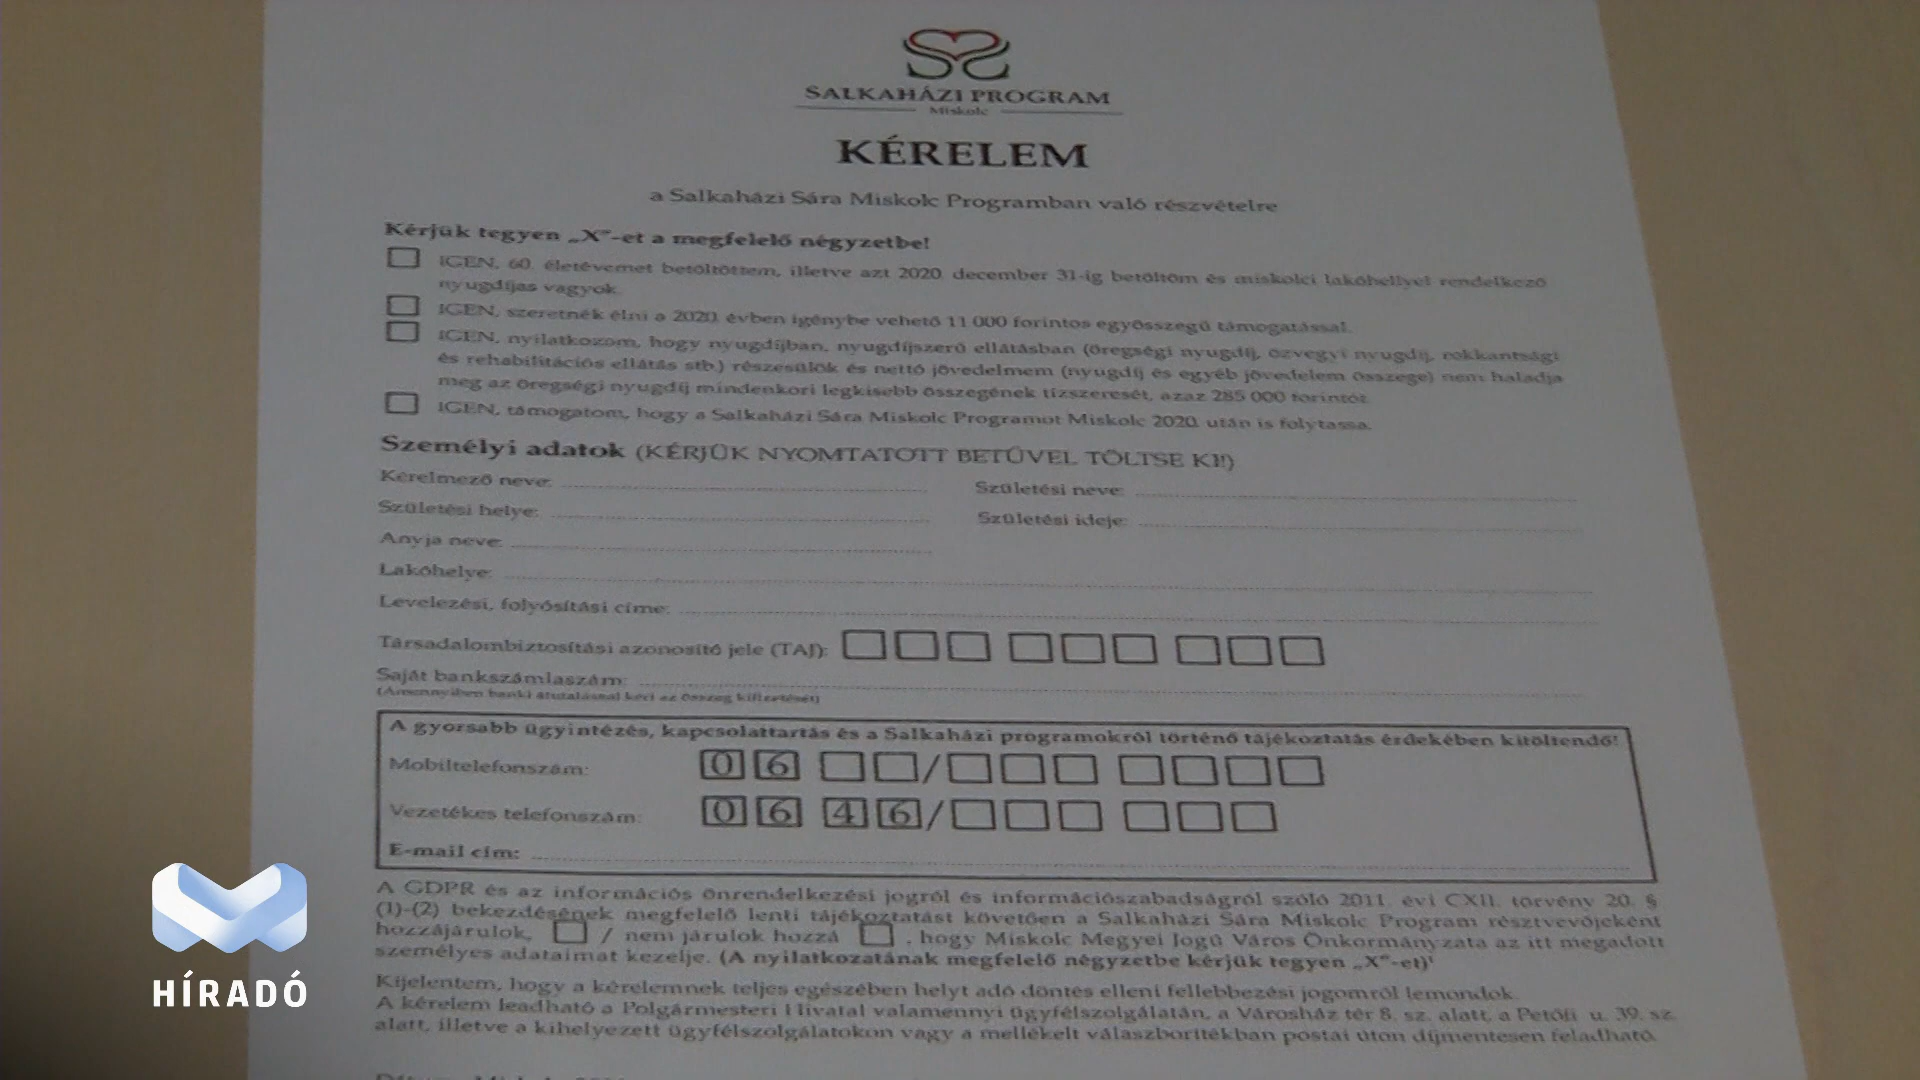 SALKAHÁZI PROGRAM
Miskolc
KÉRELEM
a Salkaházi Sára Miskolc Programban való részvételre
Kérjük tegyen „X”-et a megfelelő négyzetbe!
IGEN, 60. életévemet betöltöttem, illetve azt 2020. december 31-ig betöltöm és miskolci lakóhellyel rendelkező
nyugdíjas vagyok.
IGEN, szeretnék élni a 2020. évben igénybe vehető 11 000 forintos egyösszegű támogatással.
IGEN, nyilatkozom, hogy nyugdíjban, nyugdíjszerű ellátásban (öregségi nyugdíj, özvegyi nyugdíj, rokkantsági
és rehabilitációs ellátás stb.) részesülök és nettó jövedelmem (nyugdíj és egyéb jövedelem összege) nem haladja
meg az öregségi nyugdíj mindenkori legkisebb összegének tízszeresét, azaz 285 000 forintot.
IGEN, támogatom, hogy a Salkaházi Sára Miskolc Programot Miskolc 2020. után is folytassa.
Személyi adatok (KÉRJÜK NYOMTATOTT BETŰVEL TÖLTSE KI!)
Kérelmező neve: Születési neve:
Születési helye: Születési ideje:
Anyja neve:
Lakóhelye:
Levelezési, folyósítási címe:
Társadalombiztosítási azonosító jele (TAJ):
Saját bankszámlaszám:
(Amennyiben banki átutalással kéri az összeg kifizetését)
A gyorsabb ügyintézés, kapcsolattartás és a Salkaházi programokról történő tájékoztatás érdekében kitöltendő!
Mobiltelefonszám: 06 /
Vezetékes telefonszám: 06 46/
E-mail cím:
A GDPR és az információs önrendelkezési jogról és információszabadságról szóló 2011. évi CXII. törvény 20. §
(1)-(2) bekezdésének megfelelő lenti tájékoztatást követően a Salkaházi Sára Miskolc Program résztvevőjeként
hozzájárulok, / nem járulok hozzá , hogy Miskolc Megyei Jogú Város Önkormányzata az itt megadott
személyes adataimat kezelje. (A nyilatkozatának megfelelő négyzetbe kérjük tegyen „X”-et)¹
Kijelentem, hogy a kérelemnek teljes egészében helyt adó döntés elleni fellebbezési jogomról lemondok.
A kérelem leadható a Polgármesteri Hivatal valamennyi ügyfélszolgálatán, a Városház tér 8. sz. alatt, a Petőfi u. 39. sz.
alatt, illetve a kihelyezett ügyfélszolgálatokon vagy a mellékelt válaszborítékban postai úton díjmentesen feladható.
HÍRADÓ